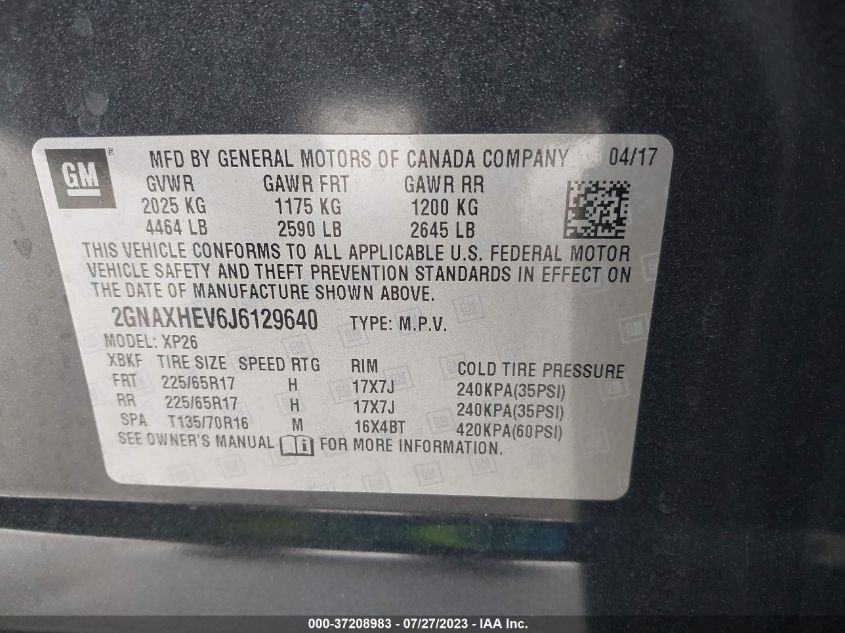 GM ® MFD BY GENERAL MOTORS OF CANADA COMPANY 04/17
GVWR GAWR FRT GAWR RR
2025 KG 1175 KG 1200 KG
4464 LB 2590 LB 2645 LB
THIS VEHICLE CONFORMS TO ALL APPLICABLE U.S. FEDERAL MOTOR
VEHICLE SAFETY AND THEFT PREVENTION STANDARDS IN EFFECT ON
THE DATE OF MANUFACTURE SHOWN ABOVE.
2GNAXHEV6J6129640 TYPE: M.P.V.
MODEL: XP26
XBKF TIRE SIZE SPEED RTG RIM COLD TIRE PRESSURE
FRT 225/65R17 H 17X7J 240KPA(35PSI)
RR 225/65R17 H 17X7J 240KPA(35PSI)
SPA T135/70R16 M 16X4BT 420KPA(60PSI)
SEE OWNER'S MANUAL i FOR MORE INFORMATION.
000-37208983 - 07/27/2023 - IAA Inc.